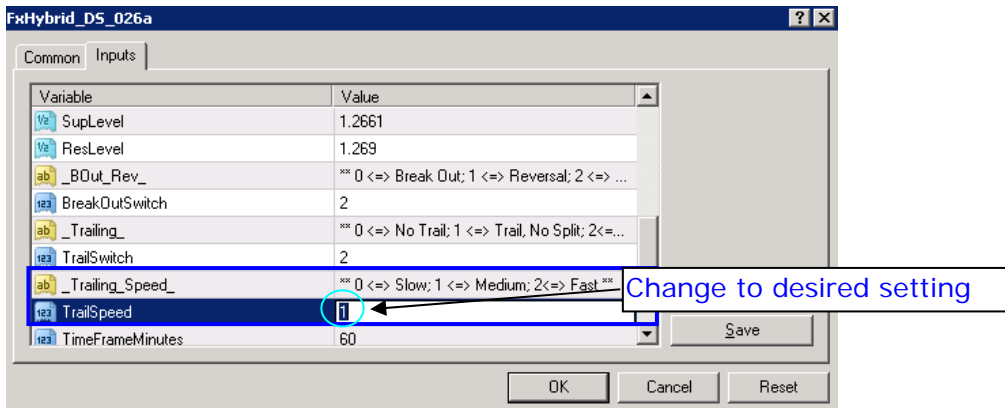 FxHybrid_DS_026a
Common Inputs
Variable Value
SupLevel 1.2661
ResLevel 1.269
_BOut_Rev_ ** 0 <=> Break Out; 1 <=> Reversal; 2 <=> ...
BreakOutSwitch 2
_Trailing_ ** 0 <=> No Trail; 1 <=> Trail, No Split; 2<=...
TrailSwitch 2
_Trailing_Speed_ ** 0 <=> Slow; 1 <=> Medium; 2<=> Fast **
Change to desired setting
TrailSpeed 1
TimeFrameMinutes 60
Save
OK Cancel Reset